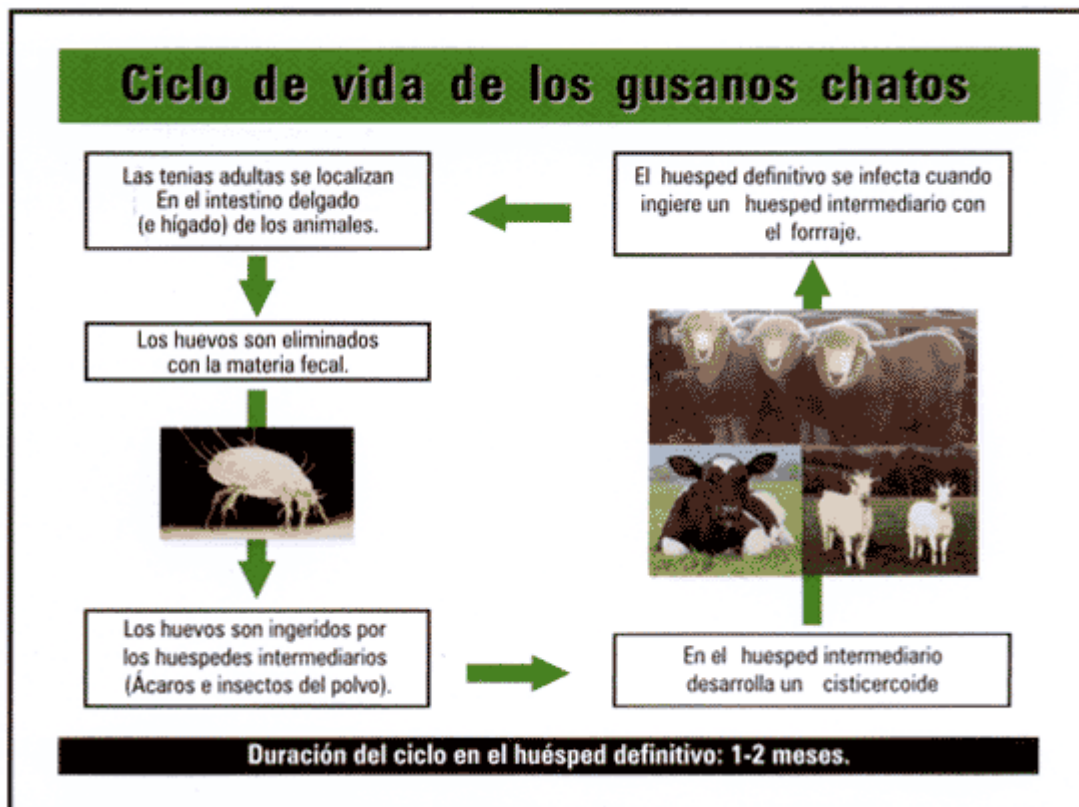 Ciclo de vida de los gusanos chatos
Las tenias adultas se localizan
En el intestino delgado
(e hígado) de los animales.
Los huevos son eliminados
con la materia fecal.
Los huevos son ingeridos por
los huespedes intermediarios
(Ácaros e insectos del polvo).
En el huesped intermediario
desarrolla un cisticercoide
El huesped definitivo se infecta cuando
ingiere un huesped intermediario con
el forrraje.
Duración del ciclo en el huésped definitivo: 1-2 meses.